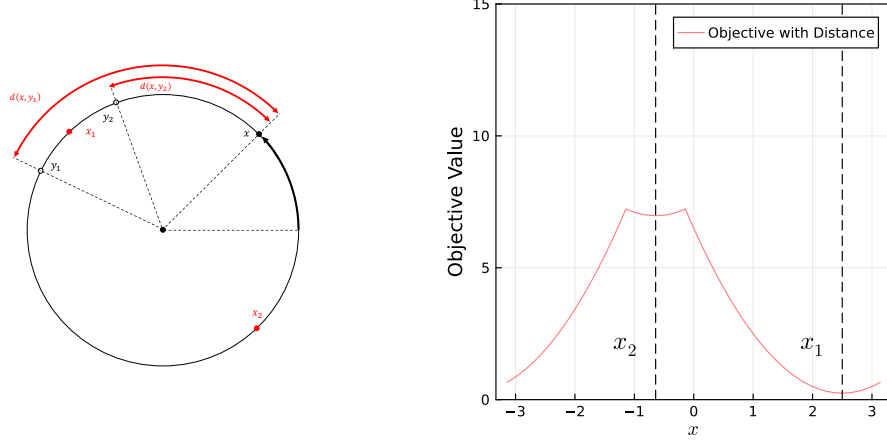 d(x,y₁)
d(x,y₂)
y₂
x₁
x
y₁
x₂
15
10
5
0
Objective Value
Objective with Distance
x₂
x₁
−3
−2
−1
0
1
2
3
x